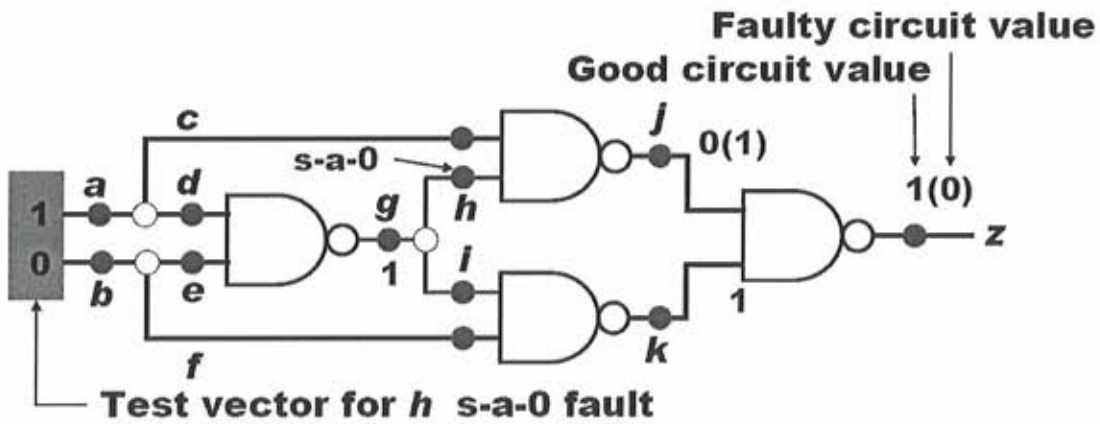 Faulty circuit value
Good circuit value
c
j
0(1)
s-a-0
1(0)
a
d
h
1
g
z
0
i
1
b
e
1
k
f
Test vector for h s-a-0 fault